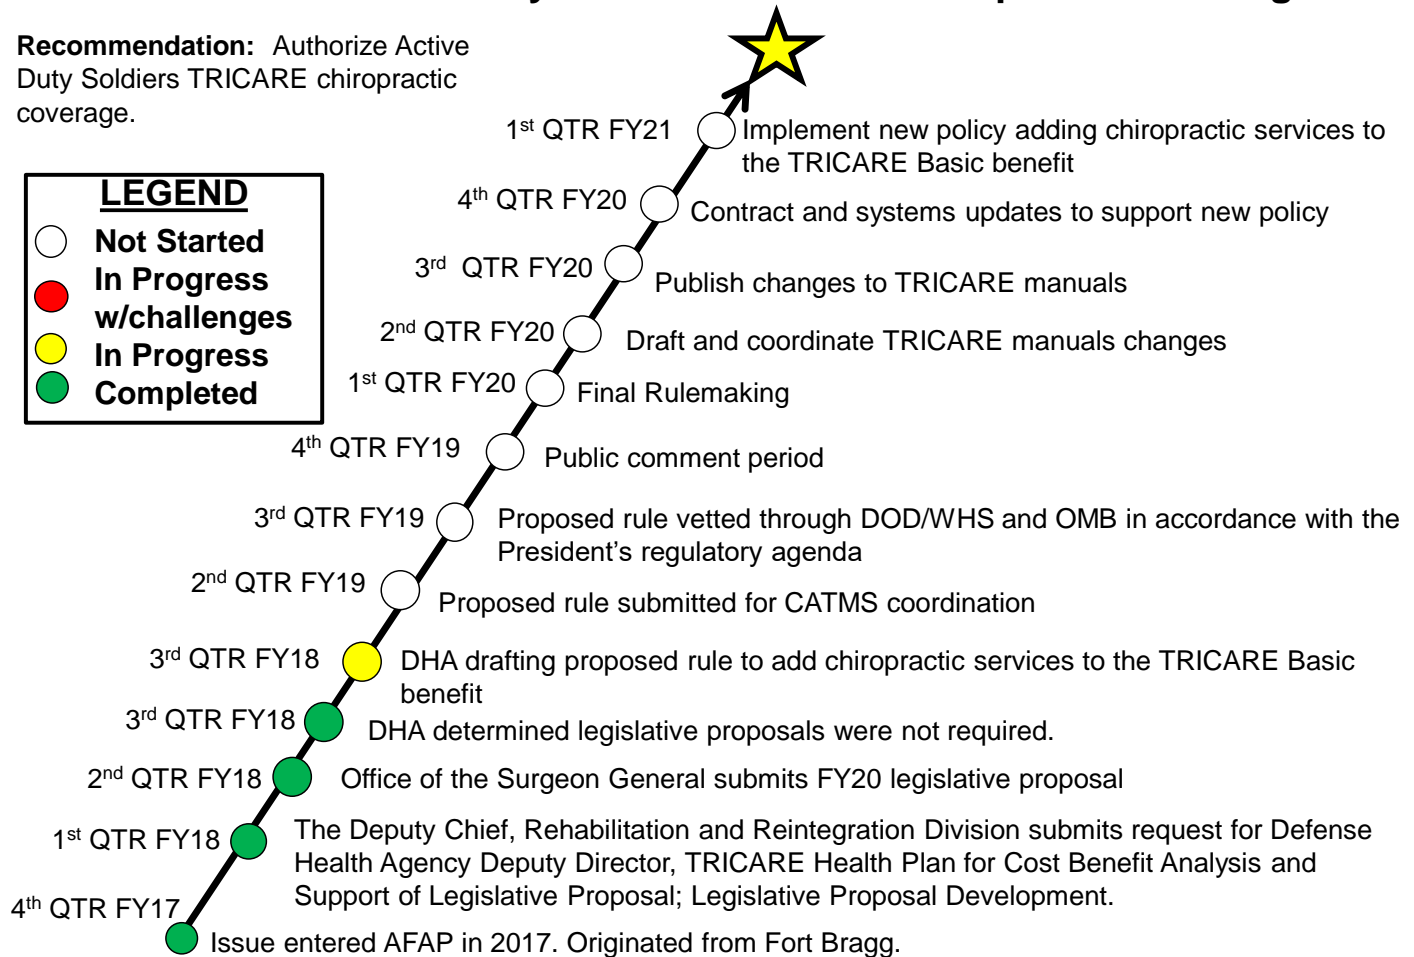 Recommendation: Authorize Active
Duty Soldiers TRICARE chiropractic
coverage.
LEGEND
Not Started
In Progress
w/challenges
In Progress
Completed
1st QTR FY21
Implement new policy adding chiropractic services to
the TRICARE Basic benefit
4th QTR FY20
Contract and systems updates to support new policy
3rd QTR FY20
Publish changes to TRICARE manuals
2nd QTR FY20
Draft and coordinate TRICARE manuals changes
1st QTR FY20
Final Rulemaking
4th QTR FY19
Public comment period
3rd QTR FY19
Proposed rule vetted through DOD/WHS and OMB in accordance with the
President’s regulatory agenda
2nd QTR FY19
Proposed rule submitted for CATMS coordination
3rd QTR FY18
DHA drafting proposed rule to add chiropractic services to the TRICARE Basic
benefit
3rd QTR FY18
DHA determined legislative proposals were not required.
2nd QTR FY18
Office of the Surgeon General submits FY20 legislative proposal
1st QTR FY18
The Deputy Chief, Rehabilitation and Reintegration Division submits request for Defense
Health Agency Deputy Director, TRICARE Health Plan for Cost Benefit Analysis and
Support of Legislative Proposal; Legislative Proposal Development.
4th QTR FY17
Issue entered AFAP in 2017. Originated from Fort Bragg.